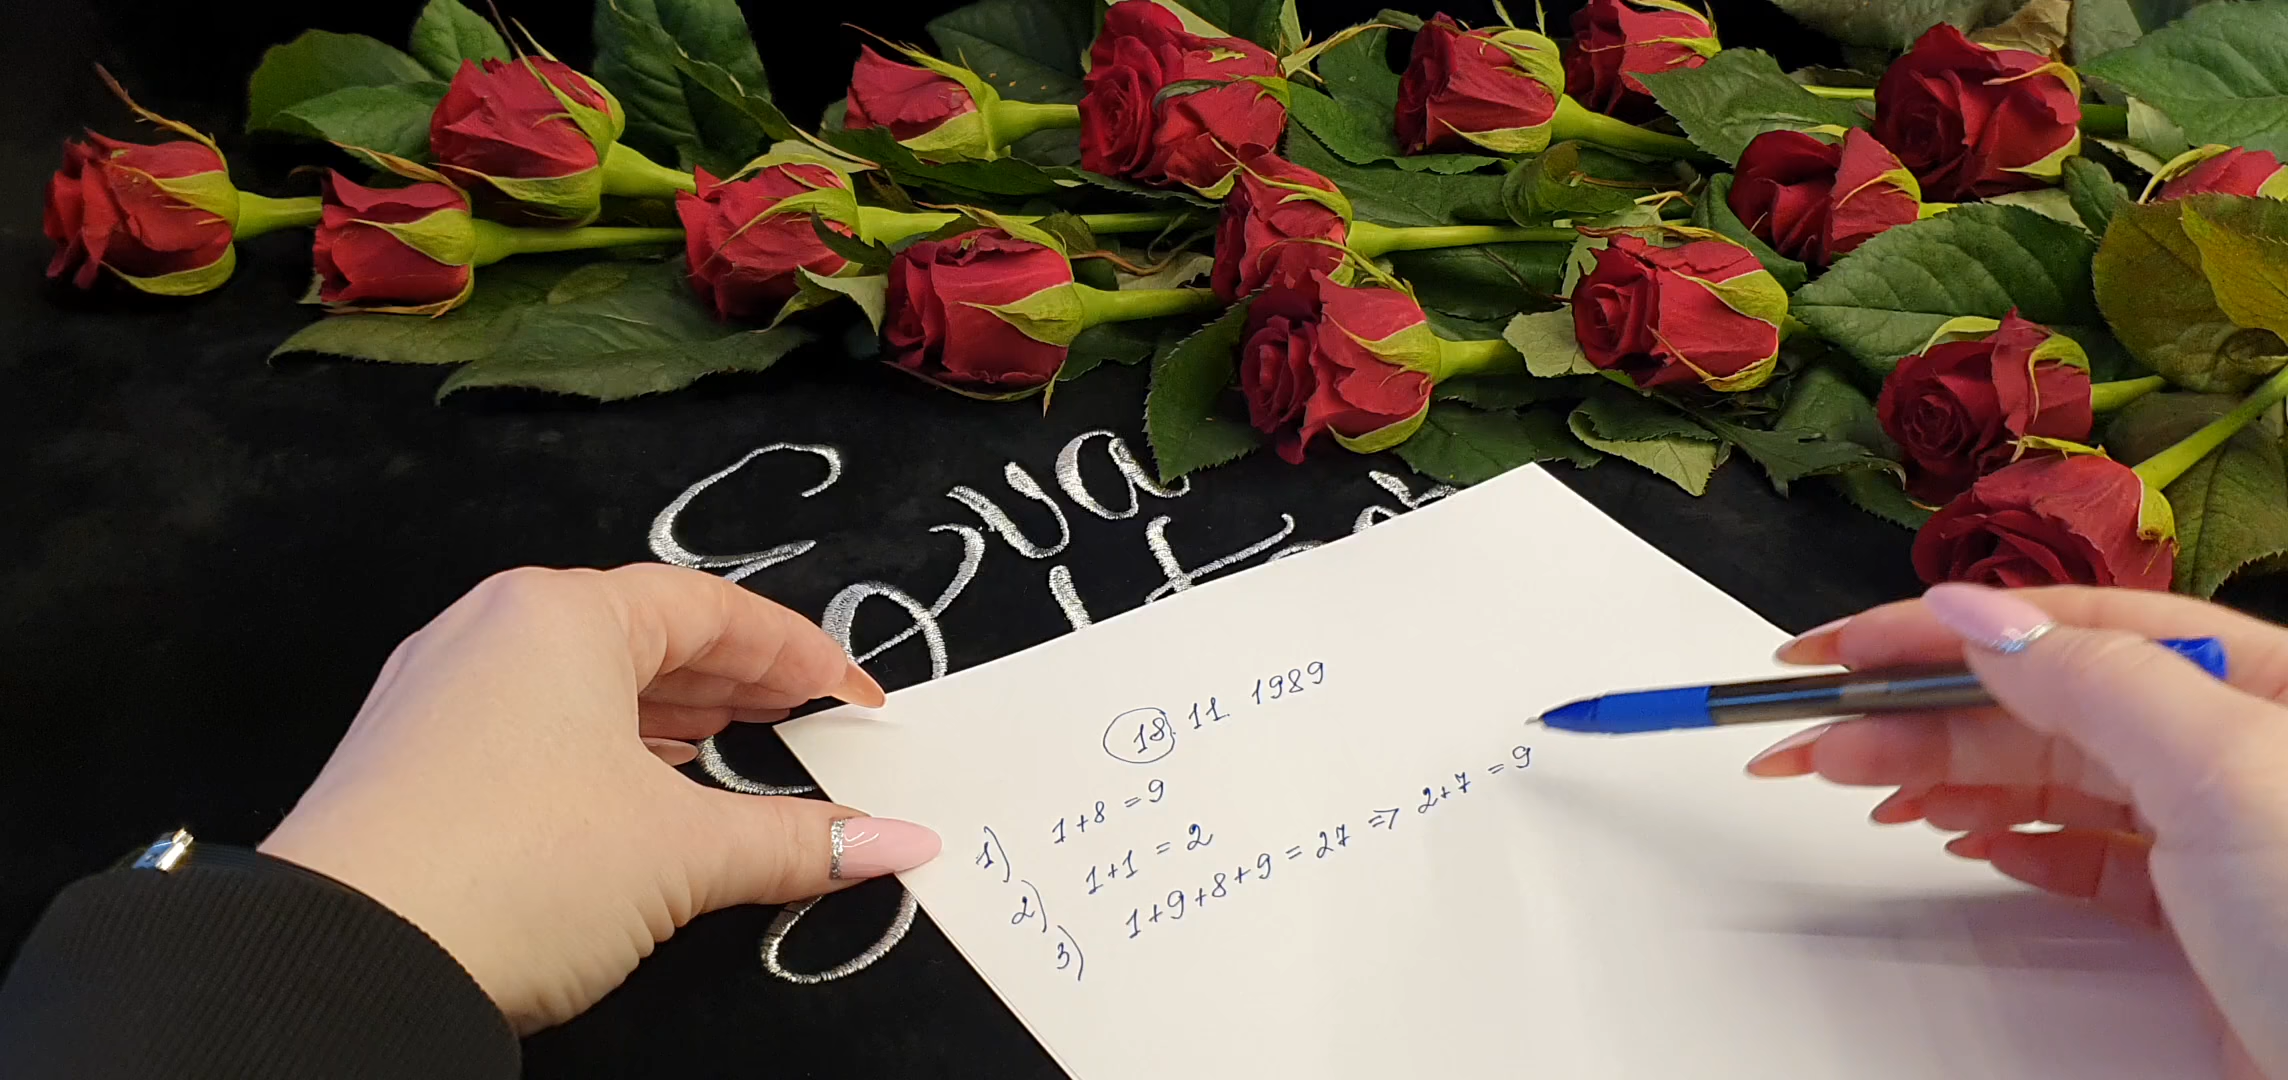 Eva
18. 11. 1989
1) 1+8 = 9
2) 1+1 = 2
3) 1+9+8+9 = 27 => 2+7 = 9